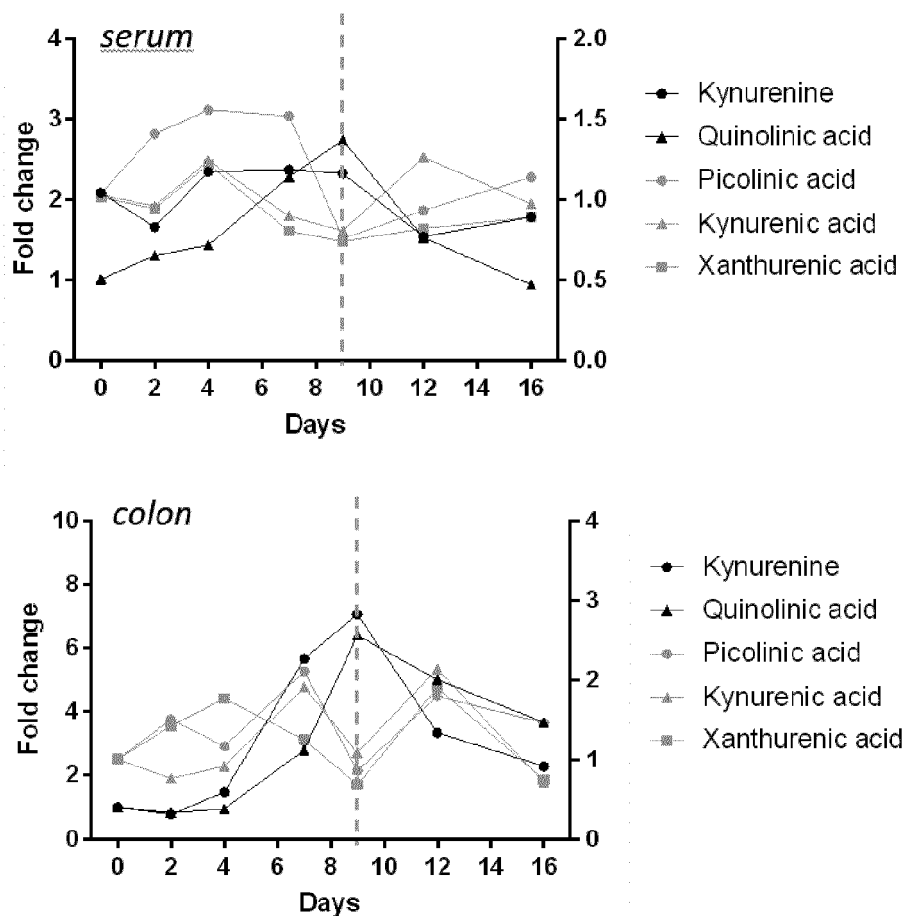 serum
Fold change
4
3
2
1
0
2.0
1.5
1.0
0.5
0.0
0 2 4 6 8 10 12 14 16
Days
Kynurenine
Quinolinic acid
Picolinic acid
Kynurenic acid
Xanthurenic acid
colon
Fold change
10
8
6
4
2
0
4
3
2
1
0
0 2 4 6 8 10 12 14 16
Days
Kynurenine
Quinolinic acid
Picolinic acid
Kynurenic acid
Xanthurenic acid